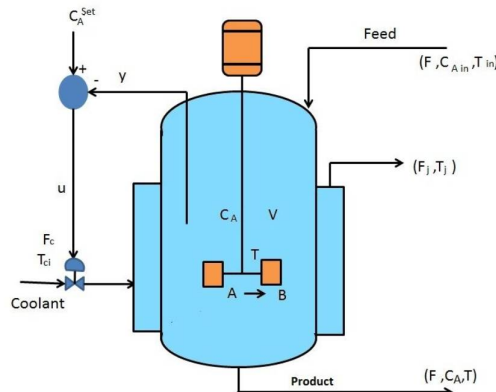 C_A^Set
Feed
+
-
y
(F ,C_A in ,T_in)
(F_j ,T_j )
u
C_A
V
F_c
T_ci
T
A → B
Coolant
Product
(F ,C_A,T)